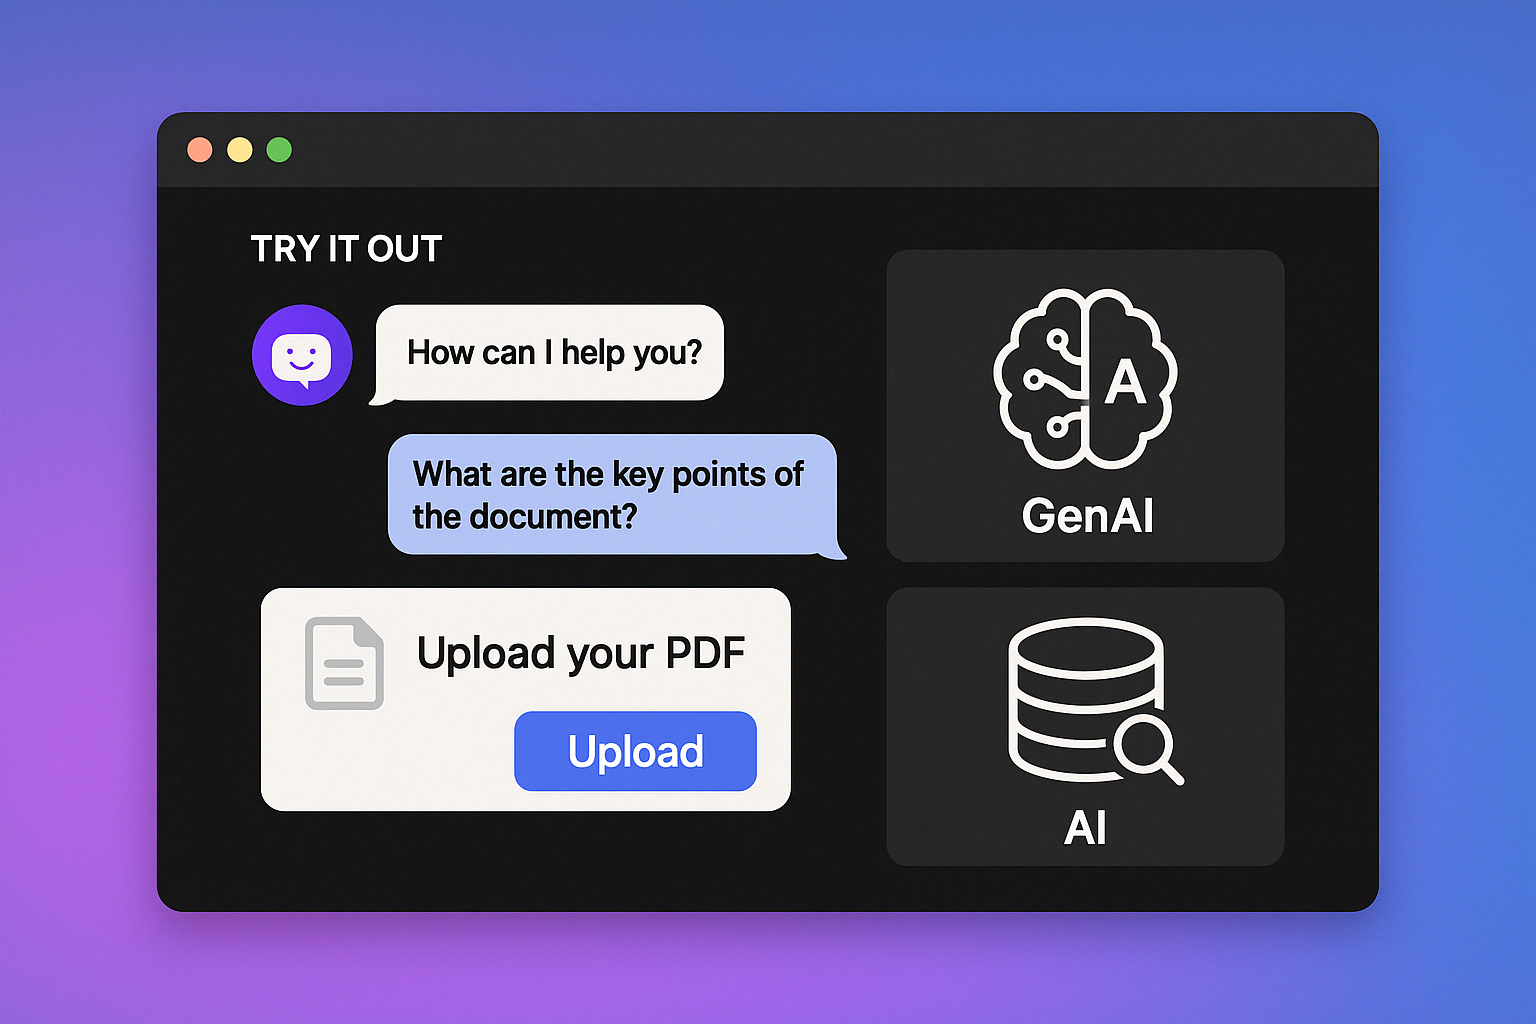 TRY IT OUT
How can I help you?
What are the key points of
the document?
Upload your PDF
Upload
A
GenAI
AI